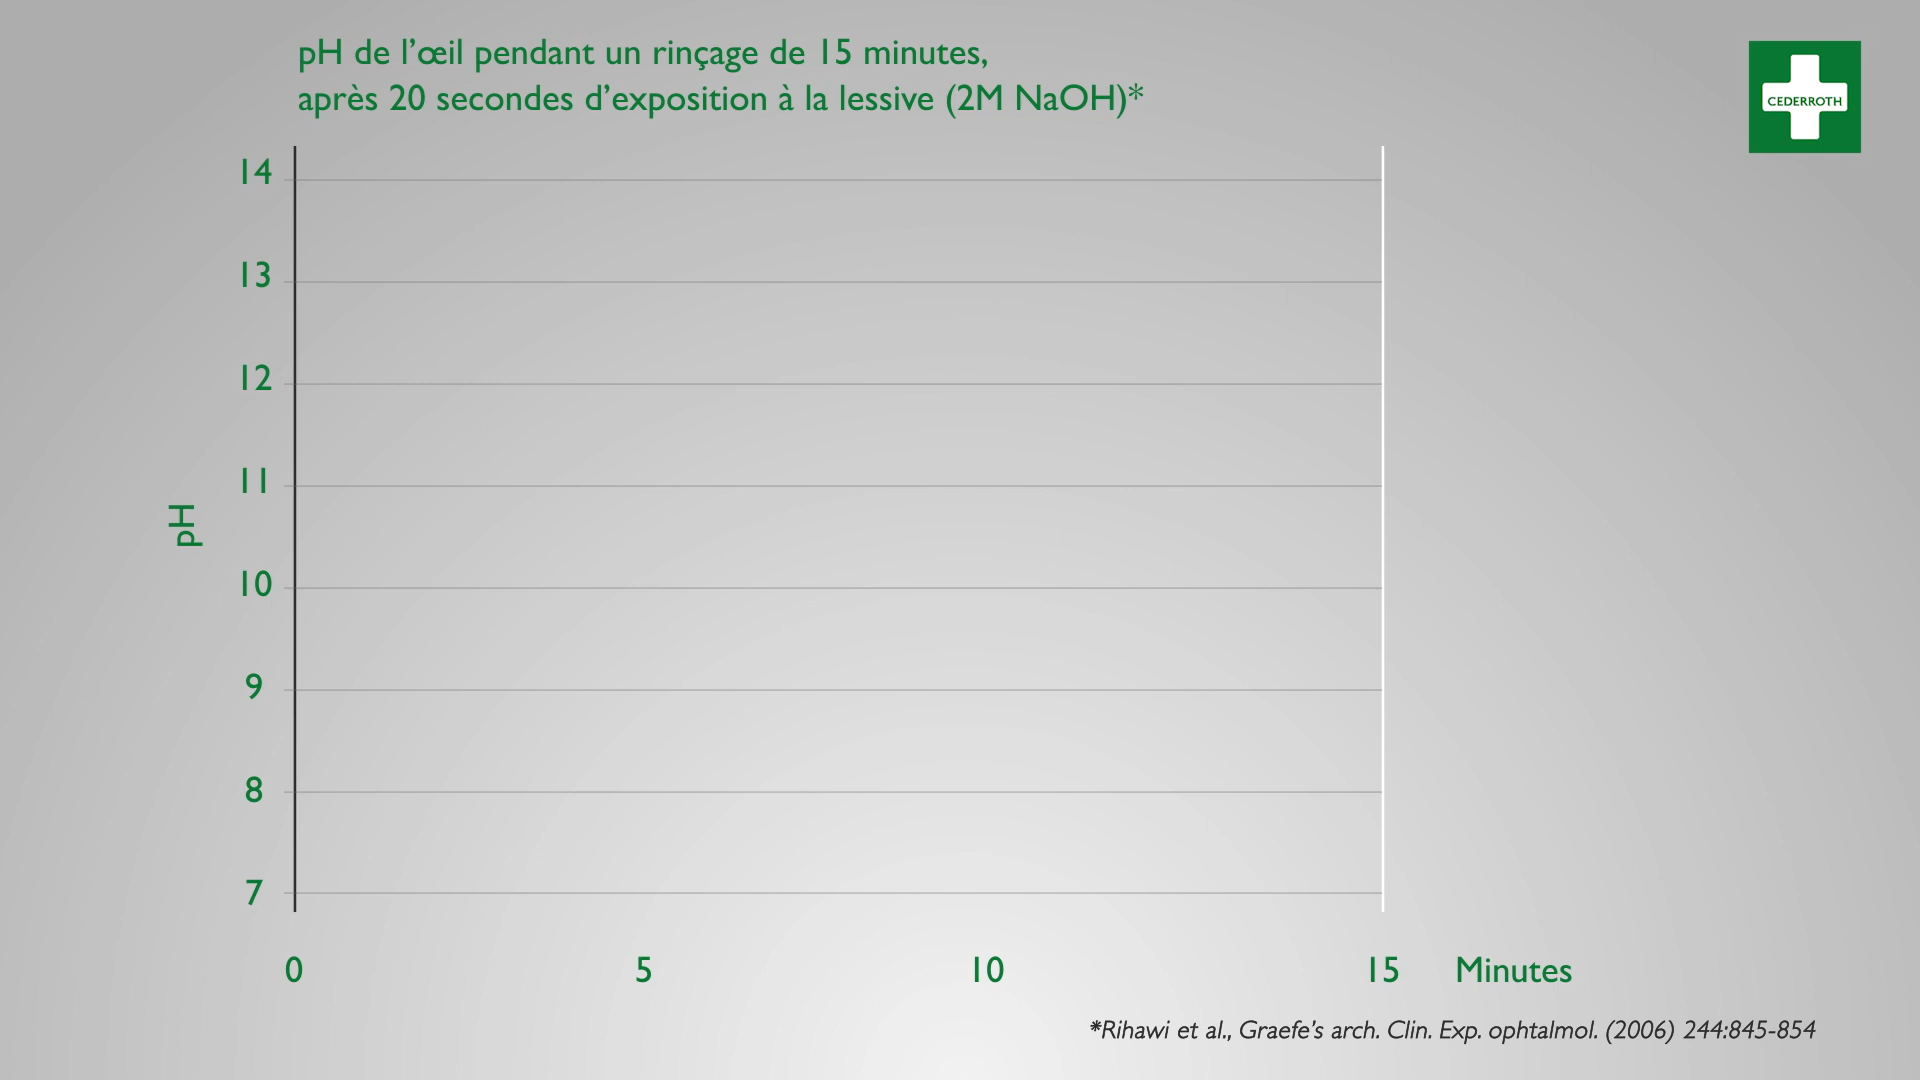 pH de l’œil pendant un rinçage de 15 minutes,
après 20 secondes d’exposition à la lessive (2M NaOH)*
CEDERROTH
14
13
12
11
pH
10
9
8
7
0 5 10 15 Minutes
*Rihawi et al., Graefe’s arch. Clin. Exp. ophtalmol. (2006) 244:845-854